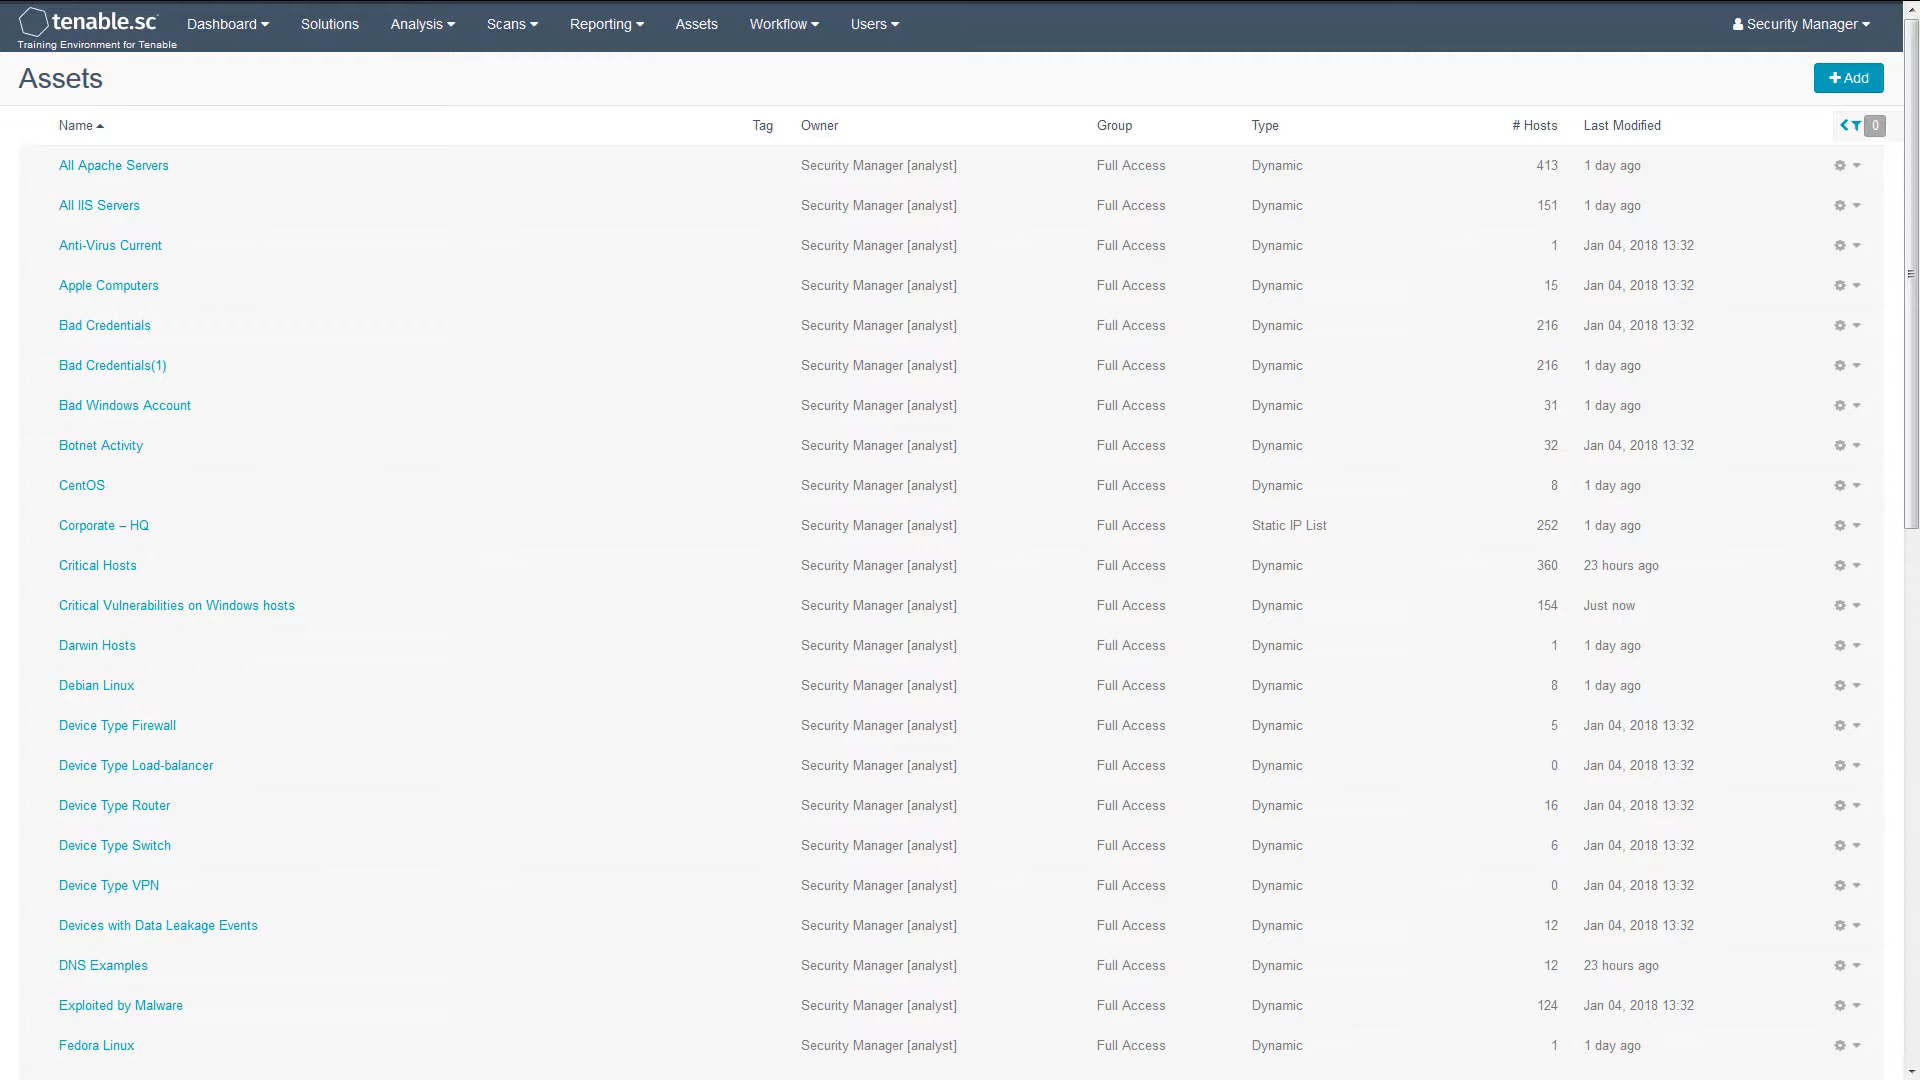 tenable.sc Dashboard Solutions Analysis Scans Reporting Assets Workflow Users Security Manager
Training Environment for Tenable
Assets
Add
Name Tag Owner Group Type # Hosts Last Modified 0
All Apache Servers Security Manager [analyst] Full Access Dynamic 413 1 day ago
All IIS Servers Security Manager [analyst] Full Access Dynamic 151 1 day ago
Anti-Virus Current Security Manager [analyst] Full Access Dynamic 1 Jan 04, 2018 13:32
Apple Computers Security Manager [analyst] Full Access Dynamic 15 Jan 04, 2018 13:32
Bad Credentials Security Manager [analyst] Full Access Dynamic 216 Jan 04, 2018 13:32
Bad Credentials(1) Security Manager [analyst] Full Access Dynamic 216 1 day ago
Bad Windows Account Security Manager [analyst] Full Access Dynamic 31 1 day ago
Botnet Activity Security Manager [analyst] Full Access Dynamic 32 Jan 04, 2018 13:32
CentOS Security Manager [analyst] Full Access Dynamic 8 1 day ago
Corporate – HQ Security Manager [analyst] Full Access Static IP List 252 1 day ago
Critical Hosts Security Manager [analyst] Full Access Dynamic 360 23 hours ago
Critical Vulnerabilities on Windows hosts Security Manager [analyst] Full Access Dynamic 154 Just now
Darwin Hosts Security Manager [analyst] Full Access Dynamic 1 1 day ago
Debian Linux Security Manager [analyst] Full Access Dynamic 8 1 day ago
Device Type Firewall Security Manager [analyst] Full Access Dynamic 5 Jan 04, 2018 13:32
Device Type Load-balancer Security Manager [analyst] Full Access Dynamic 0 Jan 04, 2018 13:32
Device Type Router Security Manager [analyst] Full Access Dynamic 16 Jan 04, 2018 13:32
Device Type Switch Security Manager [analyst] Full Access Dynamic 6 Jan 04, 2018 13:32
Device Type VPN Security Manager [analyst] Full Access Dynamic 0 Jan 04, 2018 13:32
Devices with Data Leakage Events Security Manager [analyst] Full Access Dynamic 12 Jan 04, 2018 13:32
DNS Examples Security Manager [analyst] Full Access Dynamic 12 23 hours ago
Exploited by Malware Security Manager [analyst] Full Access Dynamic 124 Jan 04, 2018 13:32
Fedora Linux Security Manager [analyst] Full Access Dynamic 1 1 day ago